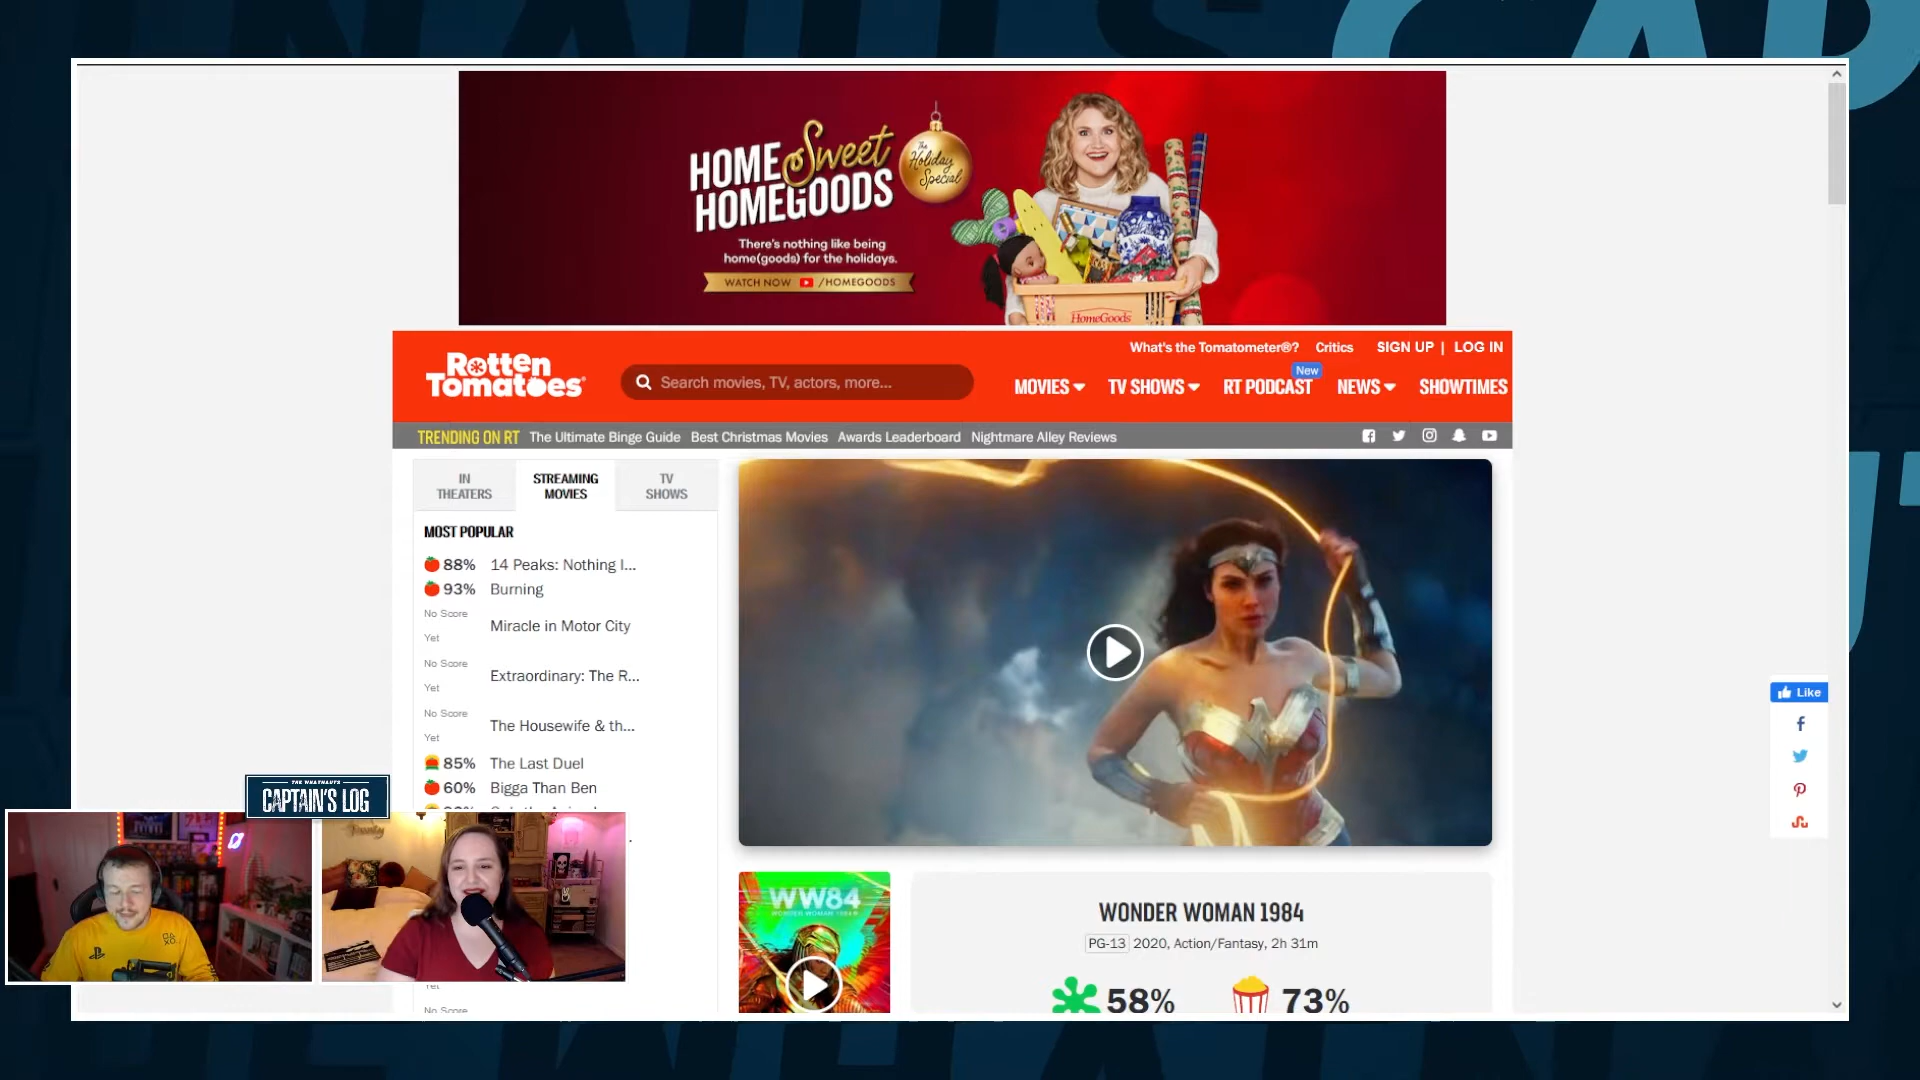 HOME Sweet
HOMEGOODS
The
Holiday
Special
There's nothing like being
home(goods) for the holidays.
WATCH NOW /HOMEGOODS
HomeGoods
Rotten
Tomatoes
Search movies, TV, actors, more...
What's the Tomatometer®? Critics SIGN UP | LOG IN
New
MOVIES TV SHOWS RT PODCAST NEWS SHOWTIMES
TRENDING ON RT The Ultimate Binge Guide Best Christmas Movies Awards Leaderboard Nightmare Alley Reviews
IN
THEATERS
STREAMING
MOVIES
TV
SHOWS
MOST POPULAR
88% 14 Peaks: Nothing I...
93% Burning
No Score
Yet
Miracle in Motor City
No Score
Yet
Extraordinary: The R...
No Score
Yet
The Housewife & th...
85% The Last Duel
60% Bigga Than Ben
Yet
No Score
Like
THE WHATNAUTS
CAPTAIN'S LOG
WW84
WONDER WOMAN 1984
WONDER WOMAN 1984
PG-13 2020, Action/Fantasy, 2h 31m
58% 73%